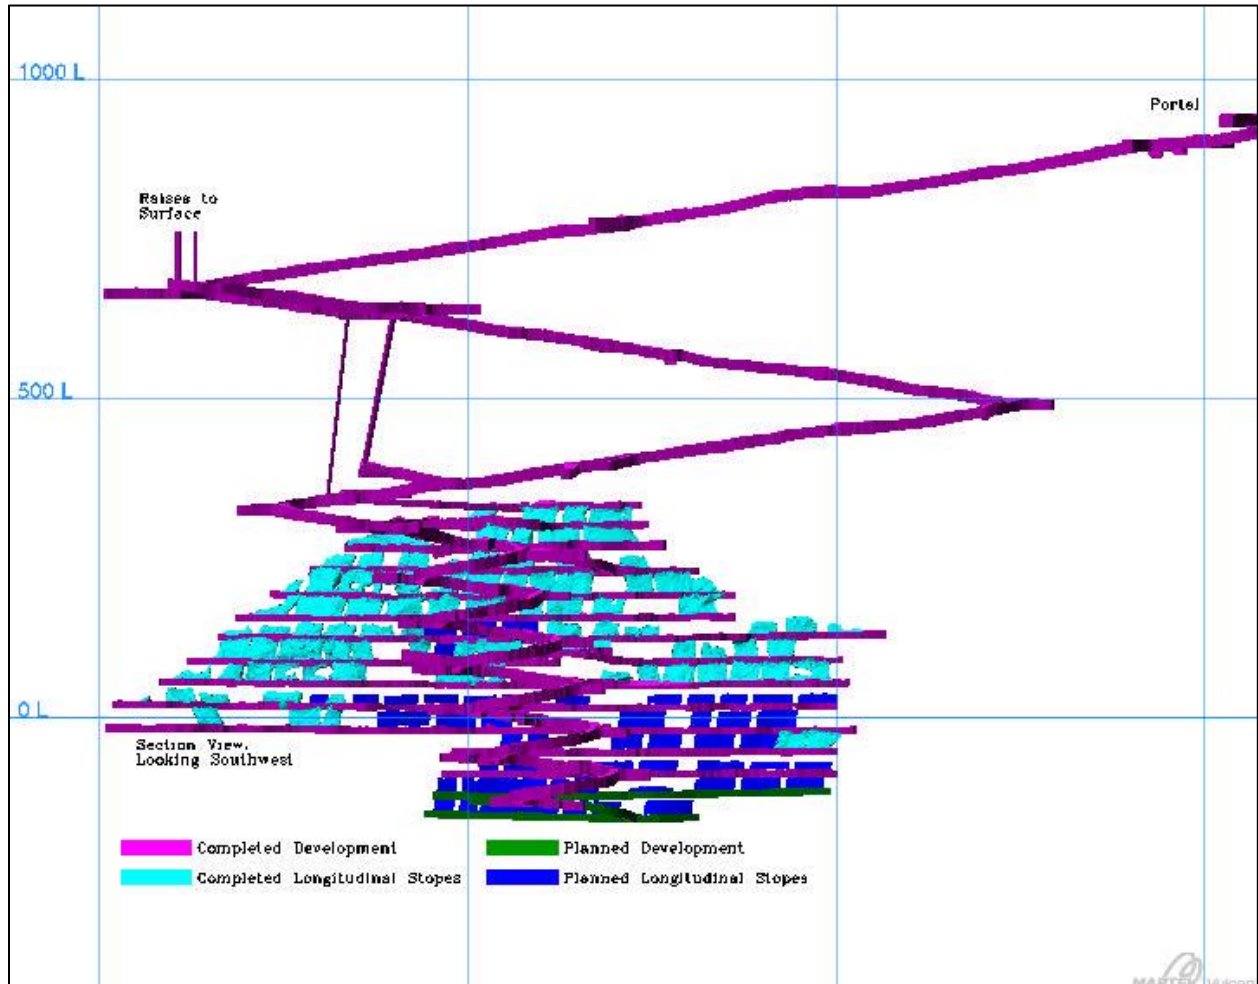 1000 L
Portal
Raises to
Surface
500 L
0 L
Section View,
Looking Southwest
Completed Development
Planned Development
Completed Longitudinal Stopes
Planned Longitudinal Stopes